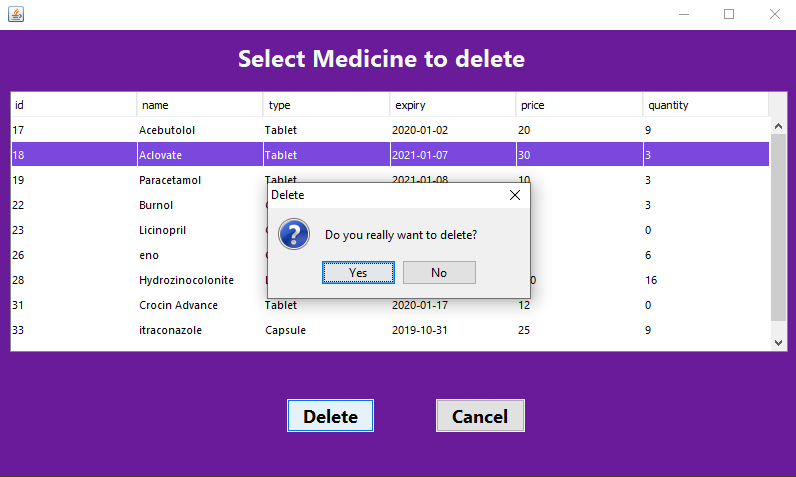 Select Medicine to delete
id name type expiry price quantity
17 Acebutolol Tablet 2020-01-02 20 9
18 Aclovate Tablet 2021-01-07 30 3
19 Paracetamol Tablet 2021-01-08 10 3
22 Burnol 3
23 Licinopril 0
26 eno 6
28 Hydrozinocolonite 16
31 Crocin Advance Tablet 2020-01-17 12 0
33 itraconazole Capsule 2019-10-31 25 9
Delete
Do you really want to delete?
Yes No
Delete Cancel